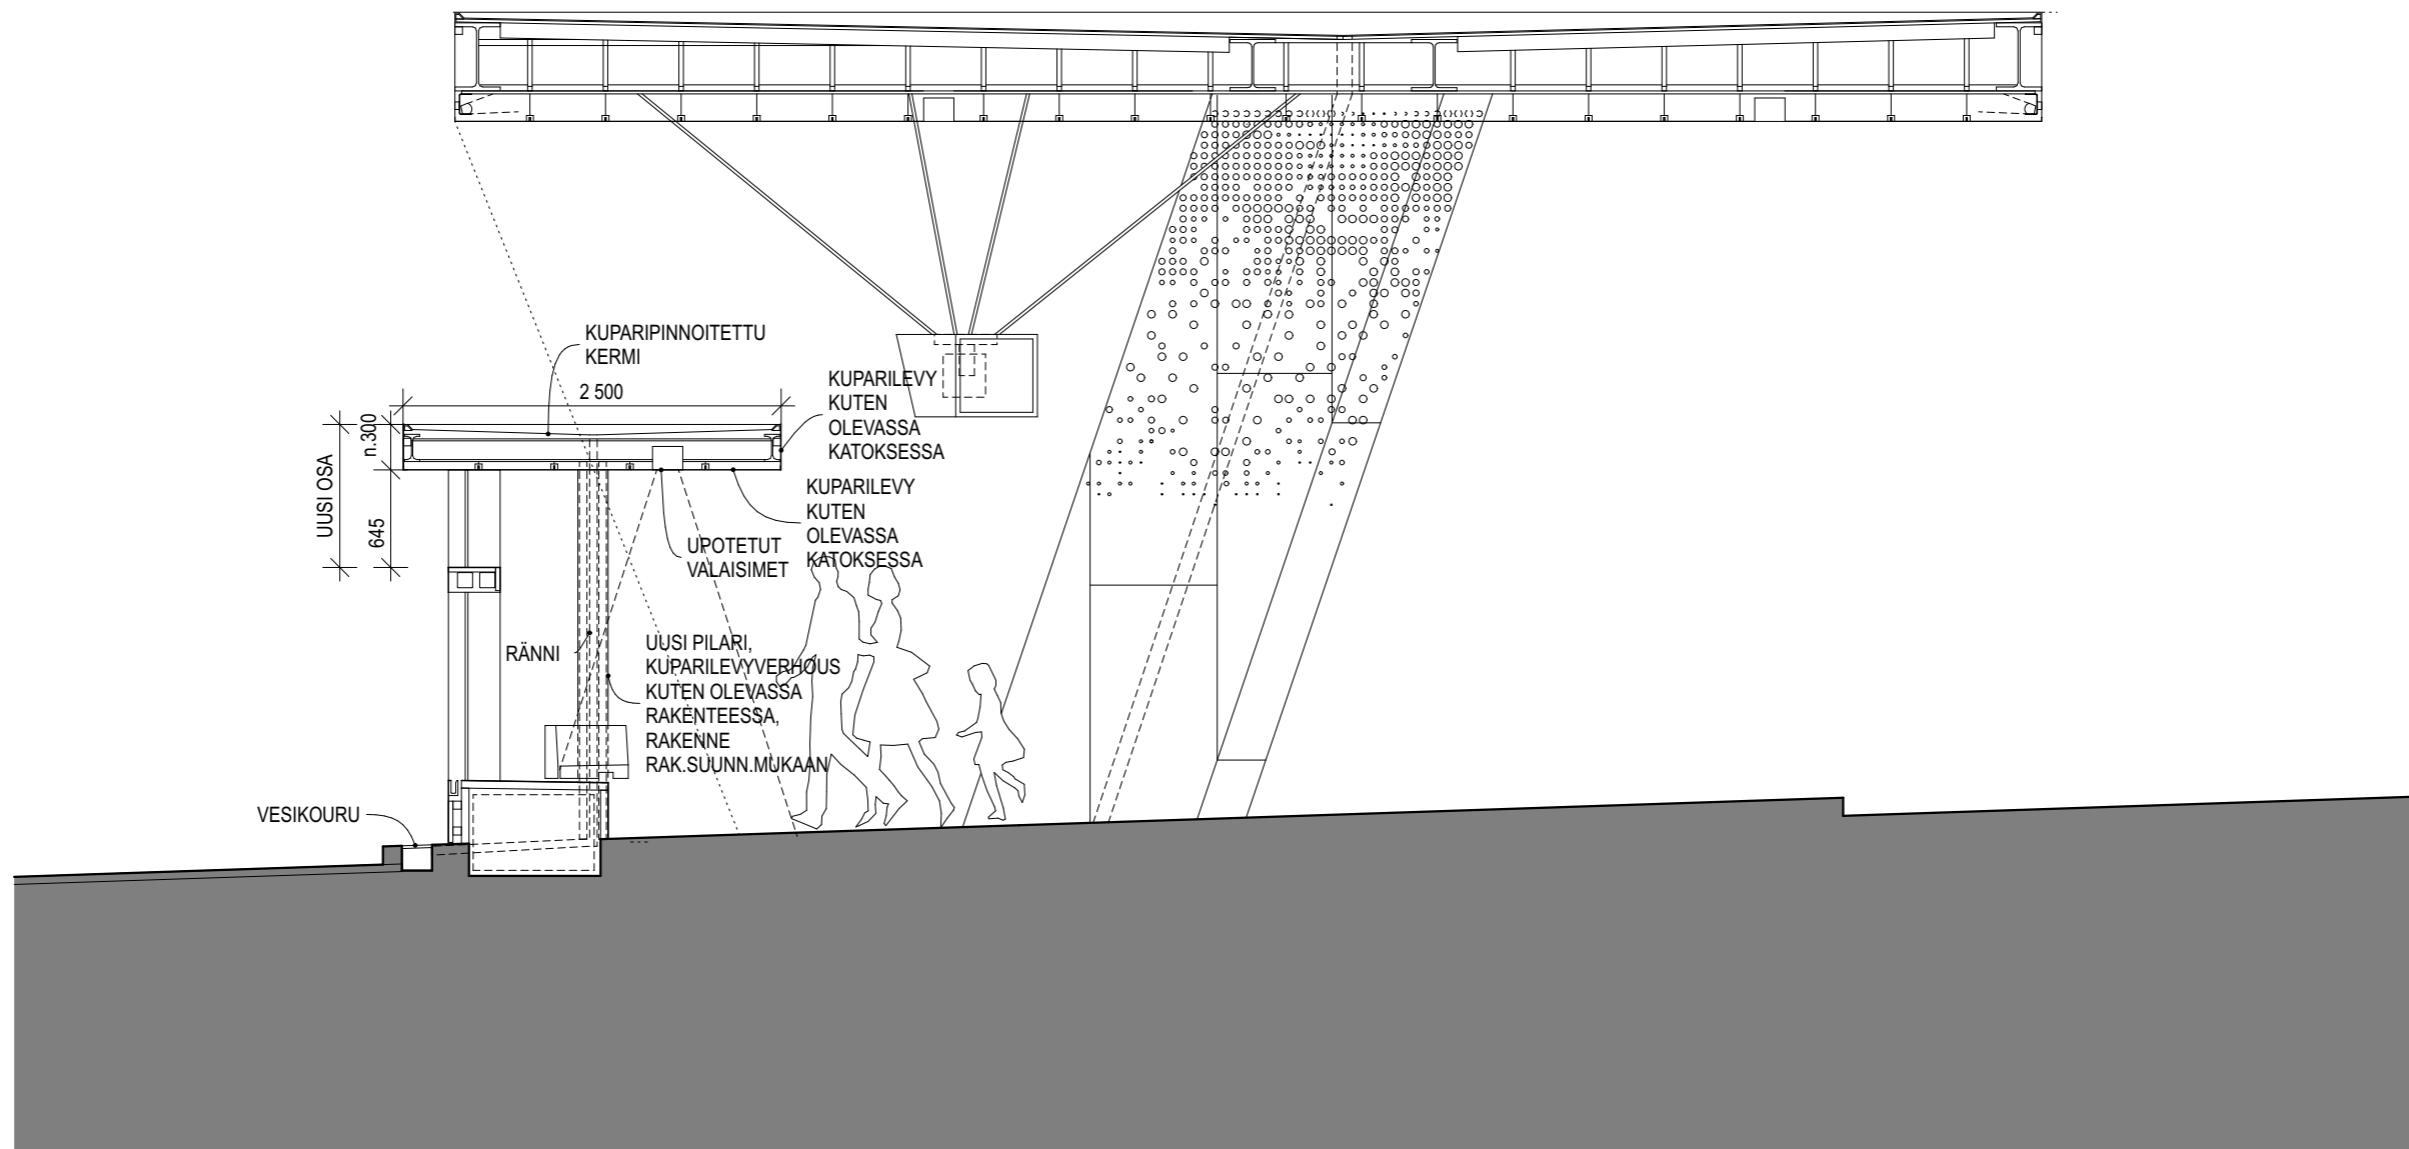 KUPARIPINNOITETTU
KERMI
2 500
KUPARILEVY
KUTEN
OLEVASSA
KATOKSESSA
n.300
UUSI OSA
645
KUPARILEVY
KUTEN
OLEVASSA
KATOKSESSA
UPOTETUT
VALAISIMET
RÄNNI
UUSI PILARI,
KUPARILEVYVERHOUS
KUTEN OLEVASSA
RAKENTEESSA,
RAKENNE
RAK.SUUNN.MUKAAN
VESIKOURU